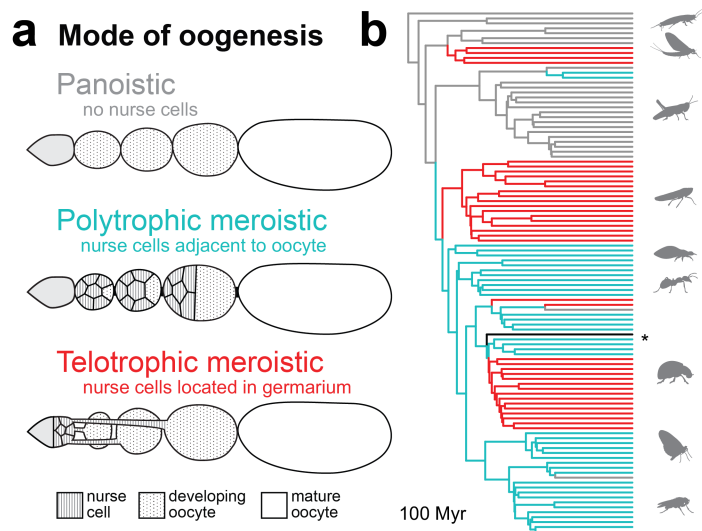 a Mode of oogenesis
Panoistic
no nurse cells
Polytrophic meroistic
nurse cells adjacent to oocyte
Telotrophic meroistic
nurse cells located in germarium
nurse
cell
developing
oocyte
mature
oocyte
b
*
100 Myr